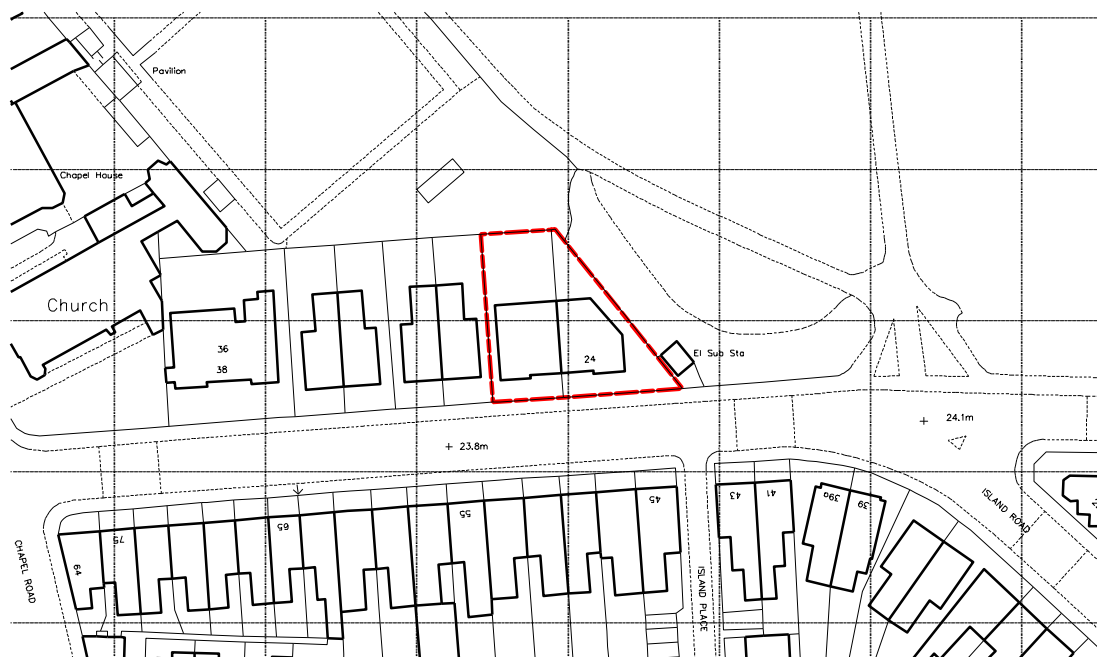 Pavilion
Chapel House
Church
36
38
24
El Sub Sta
24.1m
23.8m
45
43
41
39a
39
55
65
75
64
ISLAND ROAD
CHAPEL ROAD
ISLAND PLACE